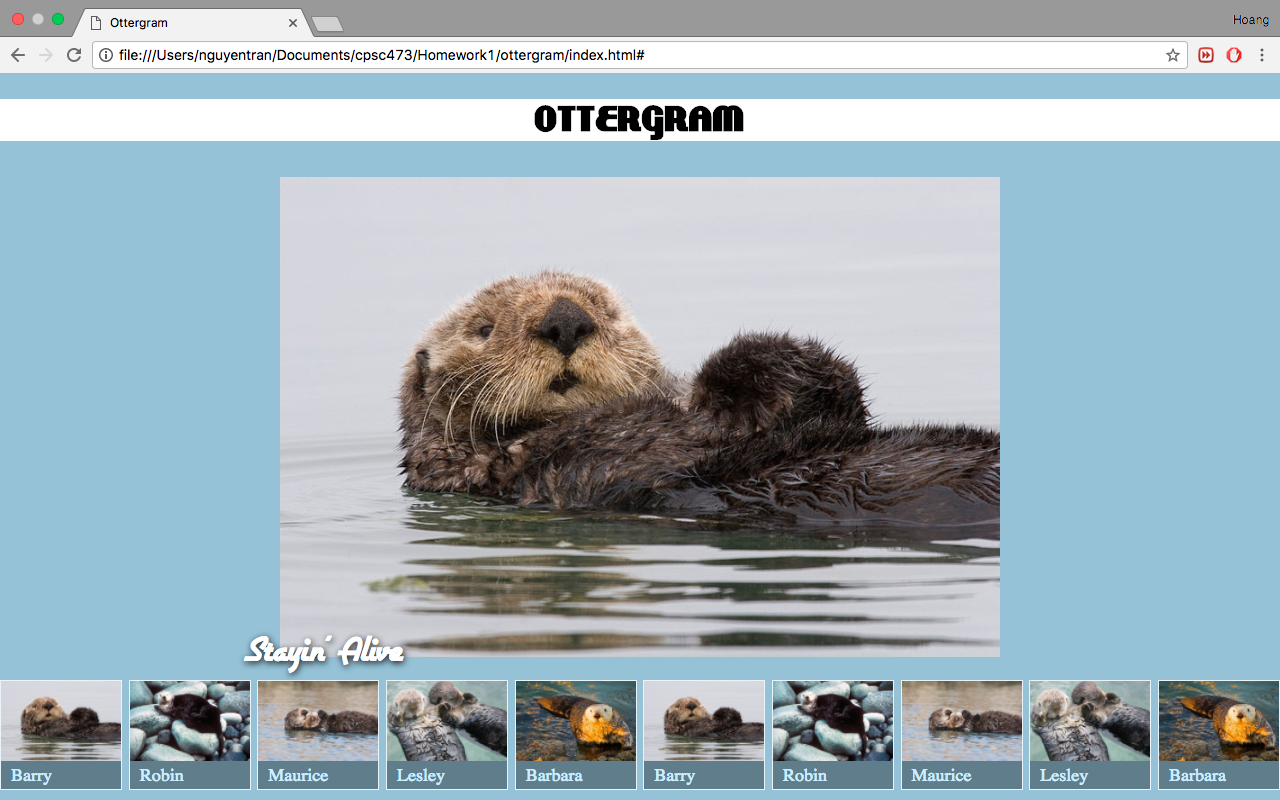 Ottergram
Hoang
file:///Users/nguyentran/Documents/cpsc473/Homework1/ottergram/index.html#
OTTERGRAM
Stayin' Alive
Barry
Robin
Maurice
Lesley
Barbara
Barry
Robin
Maurice
Lesley
Barbara